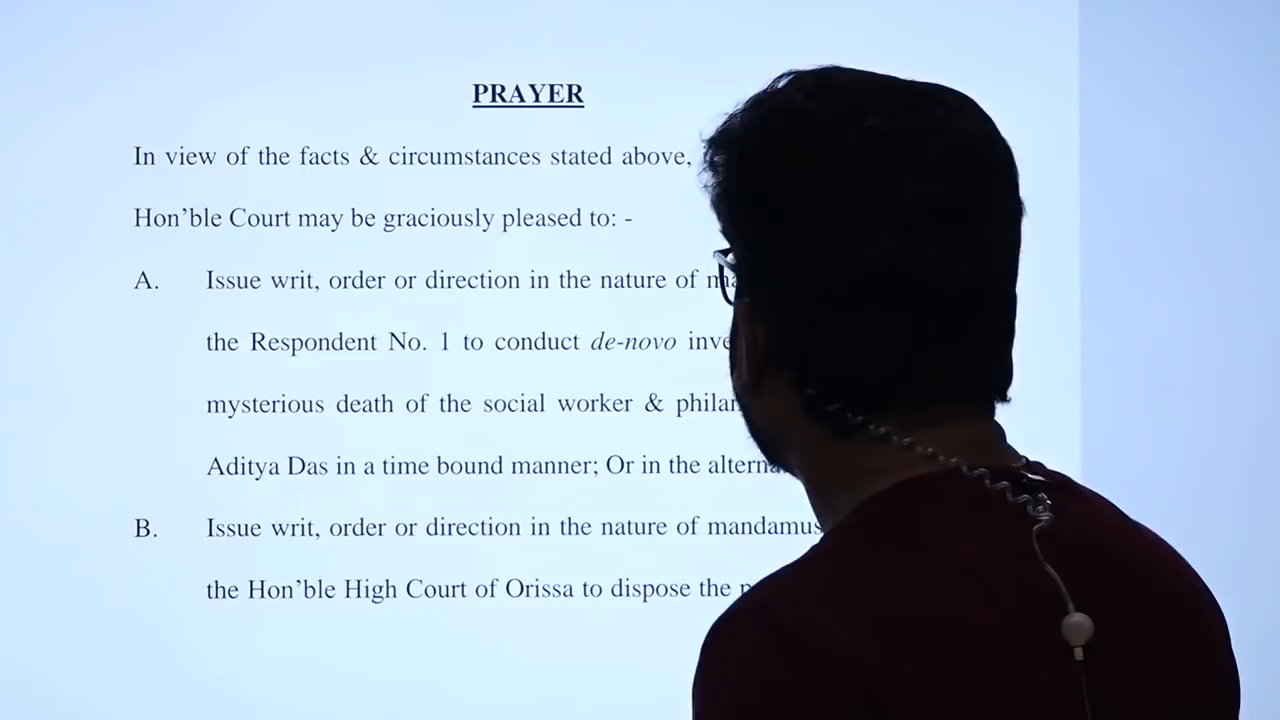 PRAYER
In view of the facts & circumstances stated above,
Hon’ble Court may be graciously pleased to: -
A. Issue writ, order or direction in the nature of
the Respondent No. 1 to conduct de-novo
mysterious death of the social worker &
Aditya Das in a time bound manner; Or in the
B. Issue writ, order or direction in the nature of mandamus
the Hon’ble High Court of Orissa to dispose the